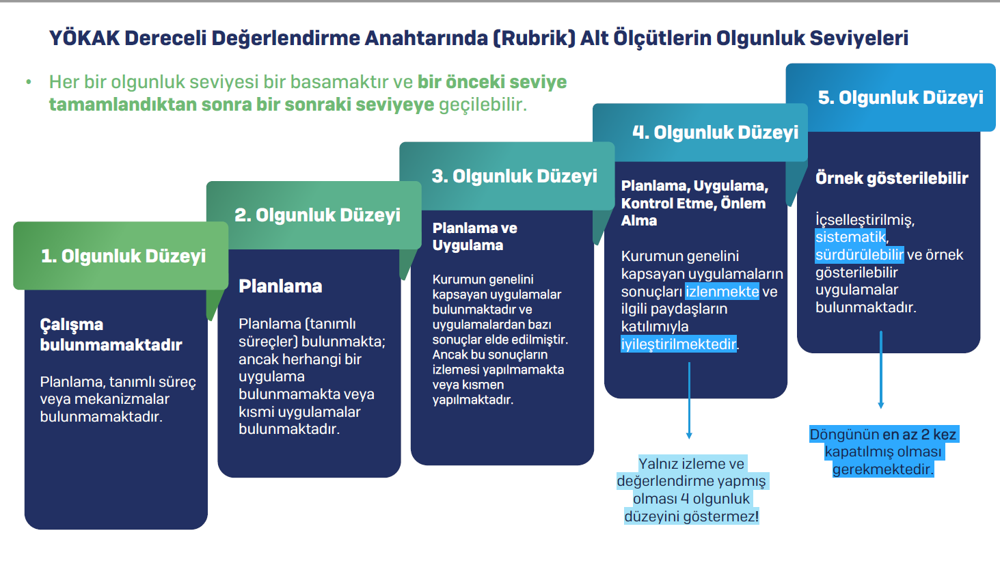 YÖKAK Dereceli Değerlendirme Anahtarında (Rubrik) Alt Ölçütlerin Olgunluk Seviyeleri
• Her bir olgunluk seviyesi bir basamaktır ve bir önceki seviye
tamamlandıktan sonra bir sonraki seviyeye geçilebilir.
1. Olgunluk Düzeyi
Çalışma
bulunmamaktadır
Planlama, tanımlı süreç
veya mekanizmalar
bulunmamaktadır.
2. Olgunluk Düzeyi
Planlama
Planlama (tanımlı
süreçler) bulunmakta;
ancak herhangi bir
uygulama
bulunmamakta veya
kısmi uygulamalar
bulunmaktadır.
3. Olgunluk Düzeyi
Planlama ve
Uygulama
Kurumun genelini
kapsayan uygulamalar
bulunmaktadır ve
uygulamalardan bazı
sonuçlar elde edilmiştir.
Ancak bu sonuçların
izlemesi yapılmamakta
veya kısmen
yapılmaktadır.
4. Olgunluk Düzeyi
Planlama, Uygulama,
Kontrol Etme, Önlem
Alma
Kurumun genelini
kapsayan uygulamaların
sonuçları izlenmekte ve
ilgili paydaşların
katılımıyla
iyileştirilmektedir.
Yalnız izleme ve
değerlendirme yapmış
olması 4 olgunluk
düzeyini göstermez!
5. Olgunluk Düzeyi
Örnek gösterilebilir
İçselleştirilmiş,
sistematik,
sürdürülebilir ve örnek
gösterilebilir
uygulamalar
bulunmaktadır.
Döngünün en az 2 kez
kapatılmış olması
gerekmektedir.